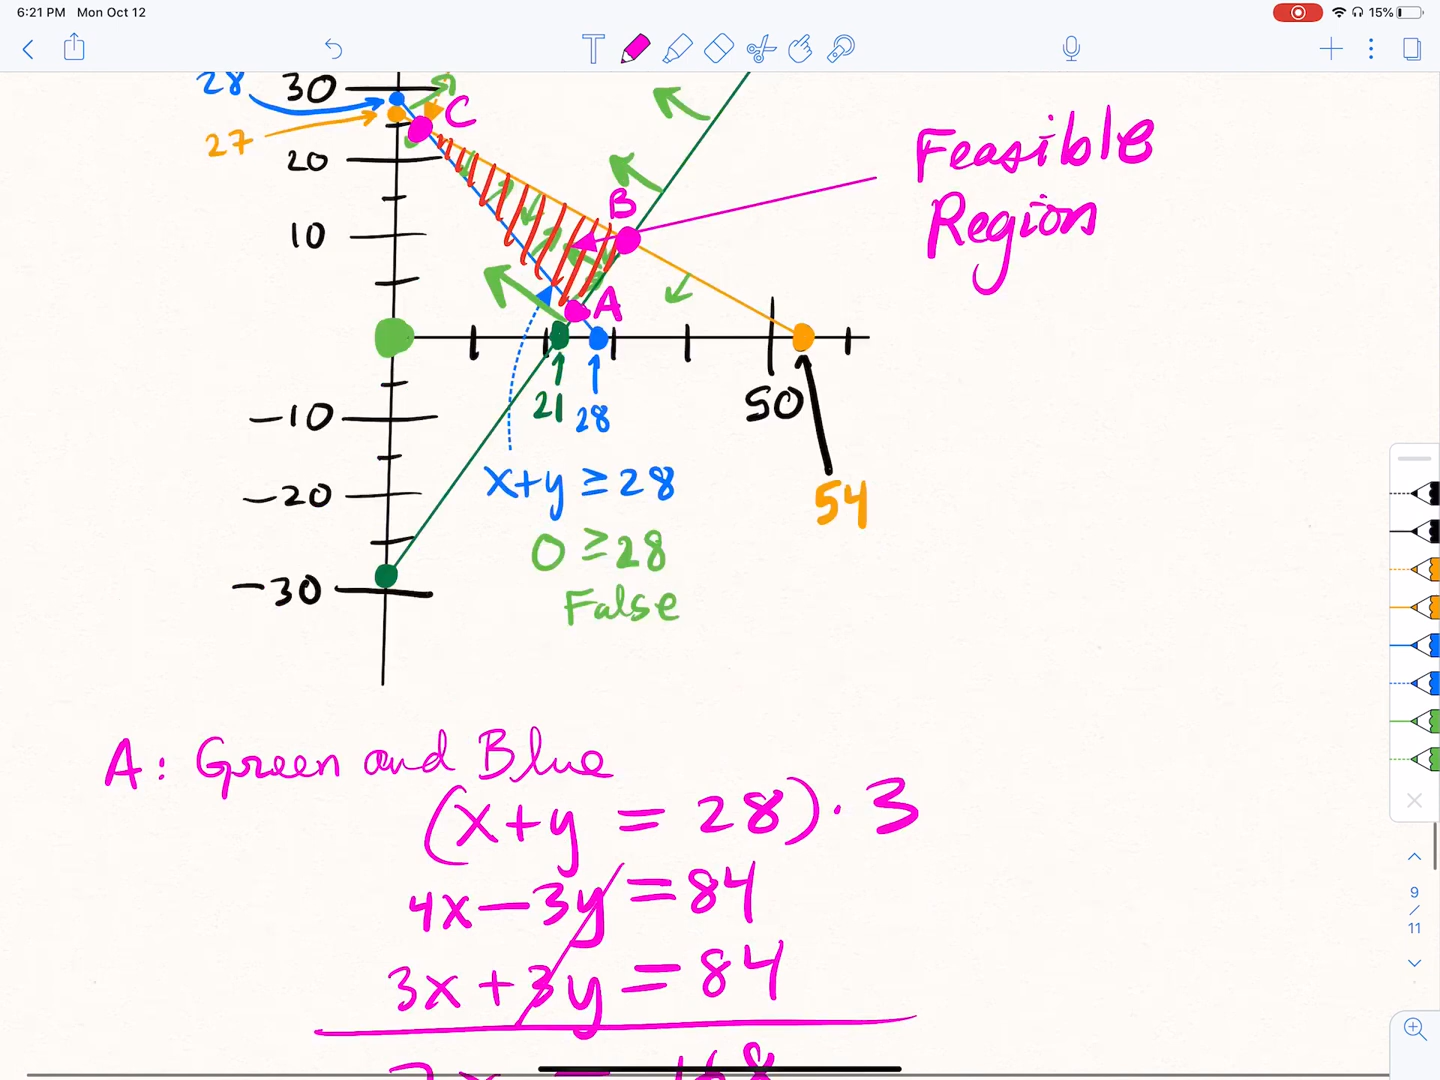 6:21 PM Mon Oct 12
15%
28
30
27
C
20
10
B
A
Feasible
Region
21
28
50
54
-10
-20
-30
x+y ≥ 28
0 ≥ 28
False
A: Green and Blue
(x+y = 28) · 3
4x - 3y = 84
3x + 3y = 84
7x = 168
9
/
11